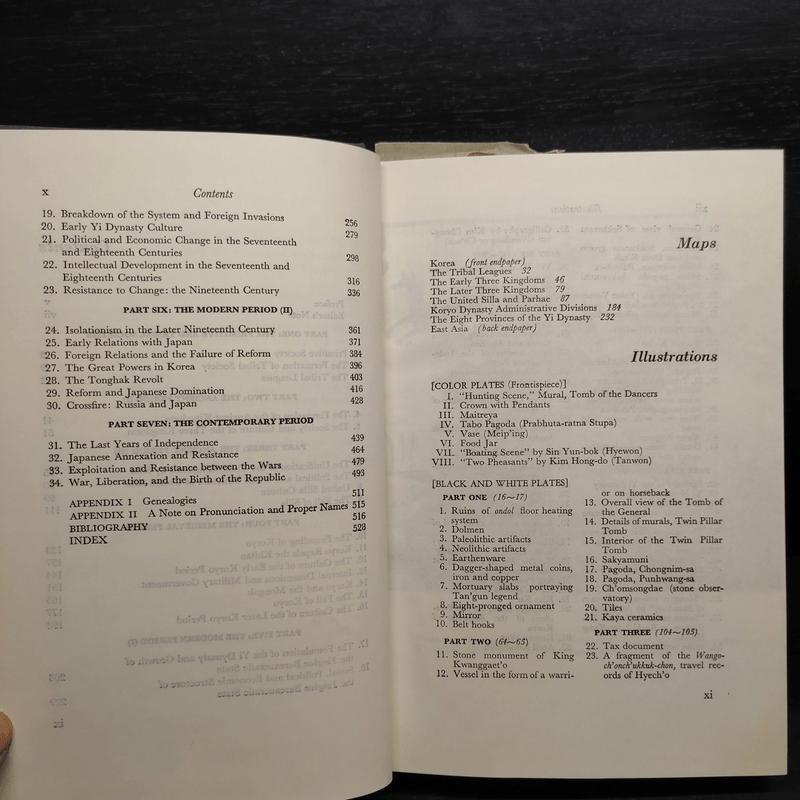 x
Contents
19. Breakdown of the System and Foreign Invasions 256
20. Early Yi Dynasty Culture 279
21. Political and Economic Change in the Seventeenth
and Eighteenth Centuries 298
22. Intellectual Development in the Seventeenth and
Eighteenth Centuries 316
23. Resistance to Change: the Nineteenth Century 336
PART SIX: THE MODERN PERIOD (II)
24. Isolationism in the Later Nineteenth Century 361
25. Early Relations with Japan 371
26. Foreign Relations and the Failure of Reform 384
27. The Great Powers in Korea 396
28. The Tonghak Revolt 403
29. Reform and Japanese Domination 416
30. Crossfire: Russia and Japan 428
PART SEVEN: THE CONTEMPORARY PERIOD
31. The Last Years of Independence 439
32. Japanese Annexation and Resistance 464
33. Exploitation and Resistance between the Wars 479
34. War, Liberation, and the Birth of the Republic 493
APPENDIX I Genealogies 511
APPENDIX II A Note on Pronunciation and Proper Names 515
BIBLIOGRAPHY 516
INDEX 528
Maps
Korea (front endpaper)
The Tribal Leagues 32
The Early Three Kingdoms 46
The Later Three Kingdoms 79
The United Silla and Parhae 87
Koryo Dynasty Administrative Divisions 184
The Eight Provinces of the Yi Dynasty 232
East Asia (back endpaper)
Illustrations
[COLOR PLATES (Frontispiece)]
I. "Hunting Scene," Mural, Tomb of the Dancers
II. Crown with Pendants
III. Maitreya
IV. Tabo Pagoda (Prabhuta-ratna Stupa)
V. Vase (Meip'ing)
VI. Food Jar
VII. "Boating Scene" by Sin Yun-bok (Hyewon)
VIII. "Two Pheasants" by Kim Hong-do (Tanwon)
[BLACK AND WHITE PLATES]
PART ONE (16~17)
1. Ruins of ondol floor heating
system
2. Dolmen
3. Paleolithic artifacts
4. Neolithic artifacts
5. Earthenware
6. Dagger-shaped metal coins,
iron and copper
7. Mortuary slabs portraying
Tan'gun legend
8. Eight-pronged ornament
9. Mirror
10. Belt hooks
PART TWO (64~65)
11. Stone monument of King
Kwanggaet'o
12. Vessel in the form of a warri-
or on horseback
13. Overall view of the Tomb of
the General
14. Details of murals, Twin Pillar
Tomb
15. Interior of the Twin Pillar
Tomb
16. Sakyamuni
17. Pagoda, Chongnim-sa
18. Pagoda, Punhwang-sa
19. Ch'omsongdae (stone obser-
vatory)
20. Tiles
21. Kaya ceramics
PART THREE (104~105)
22. Tax document
23. A fragment of the Wango-
ch'onch'ukkuk-chon, travel rec-
ords of Hyech'o
xi